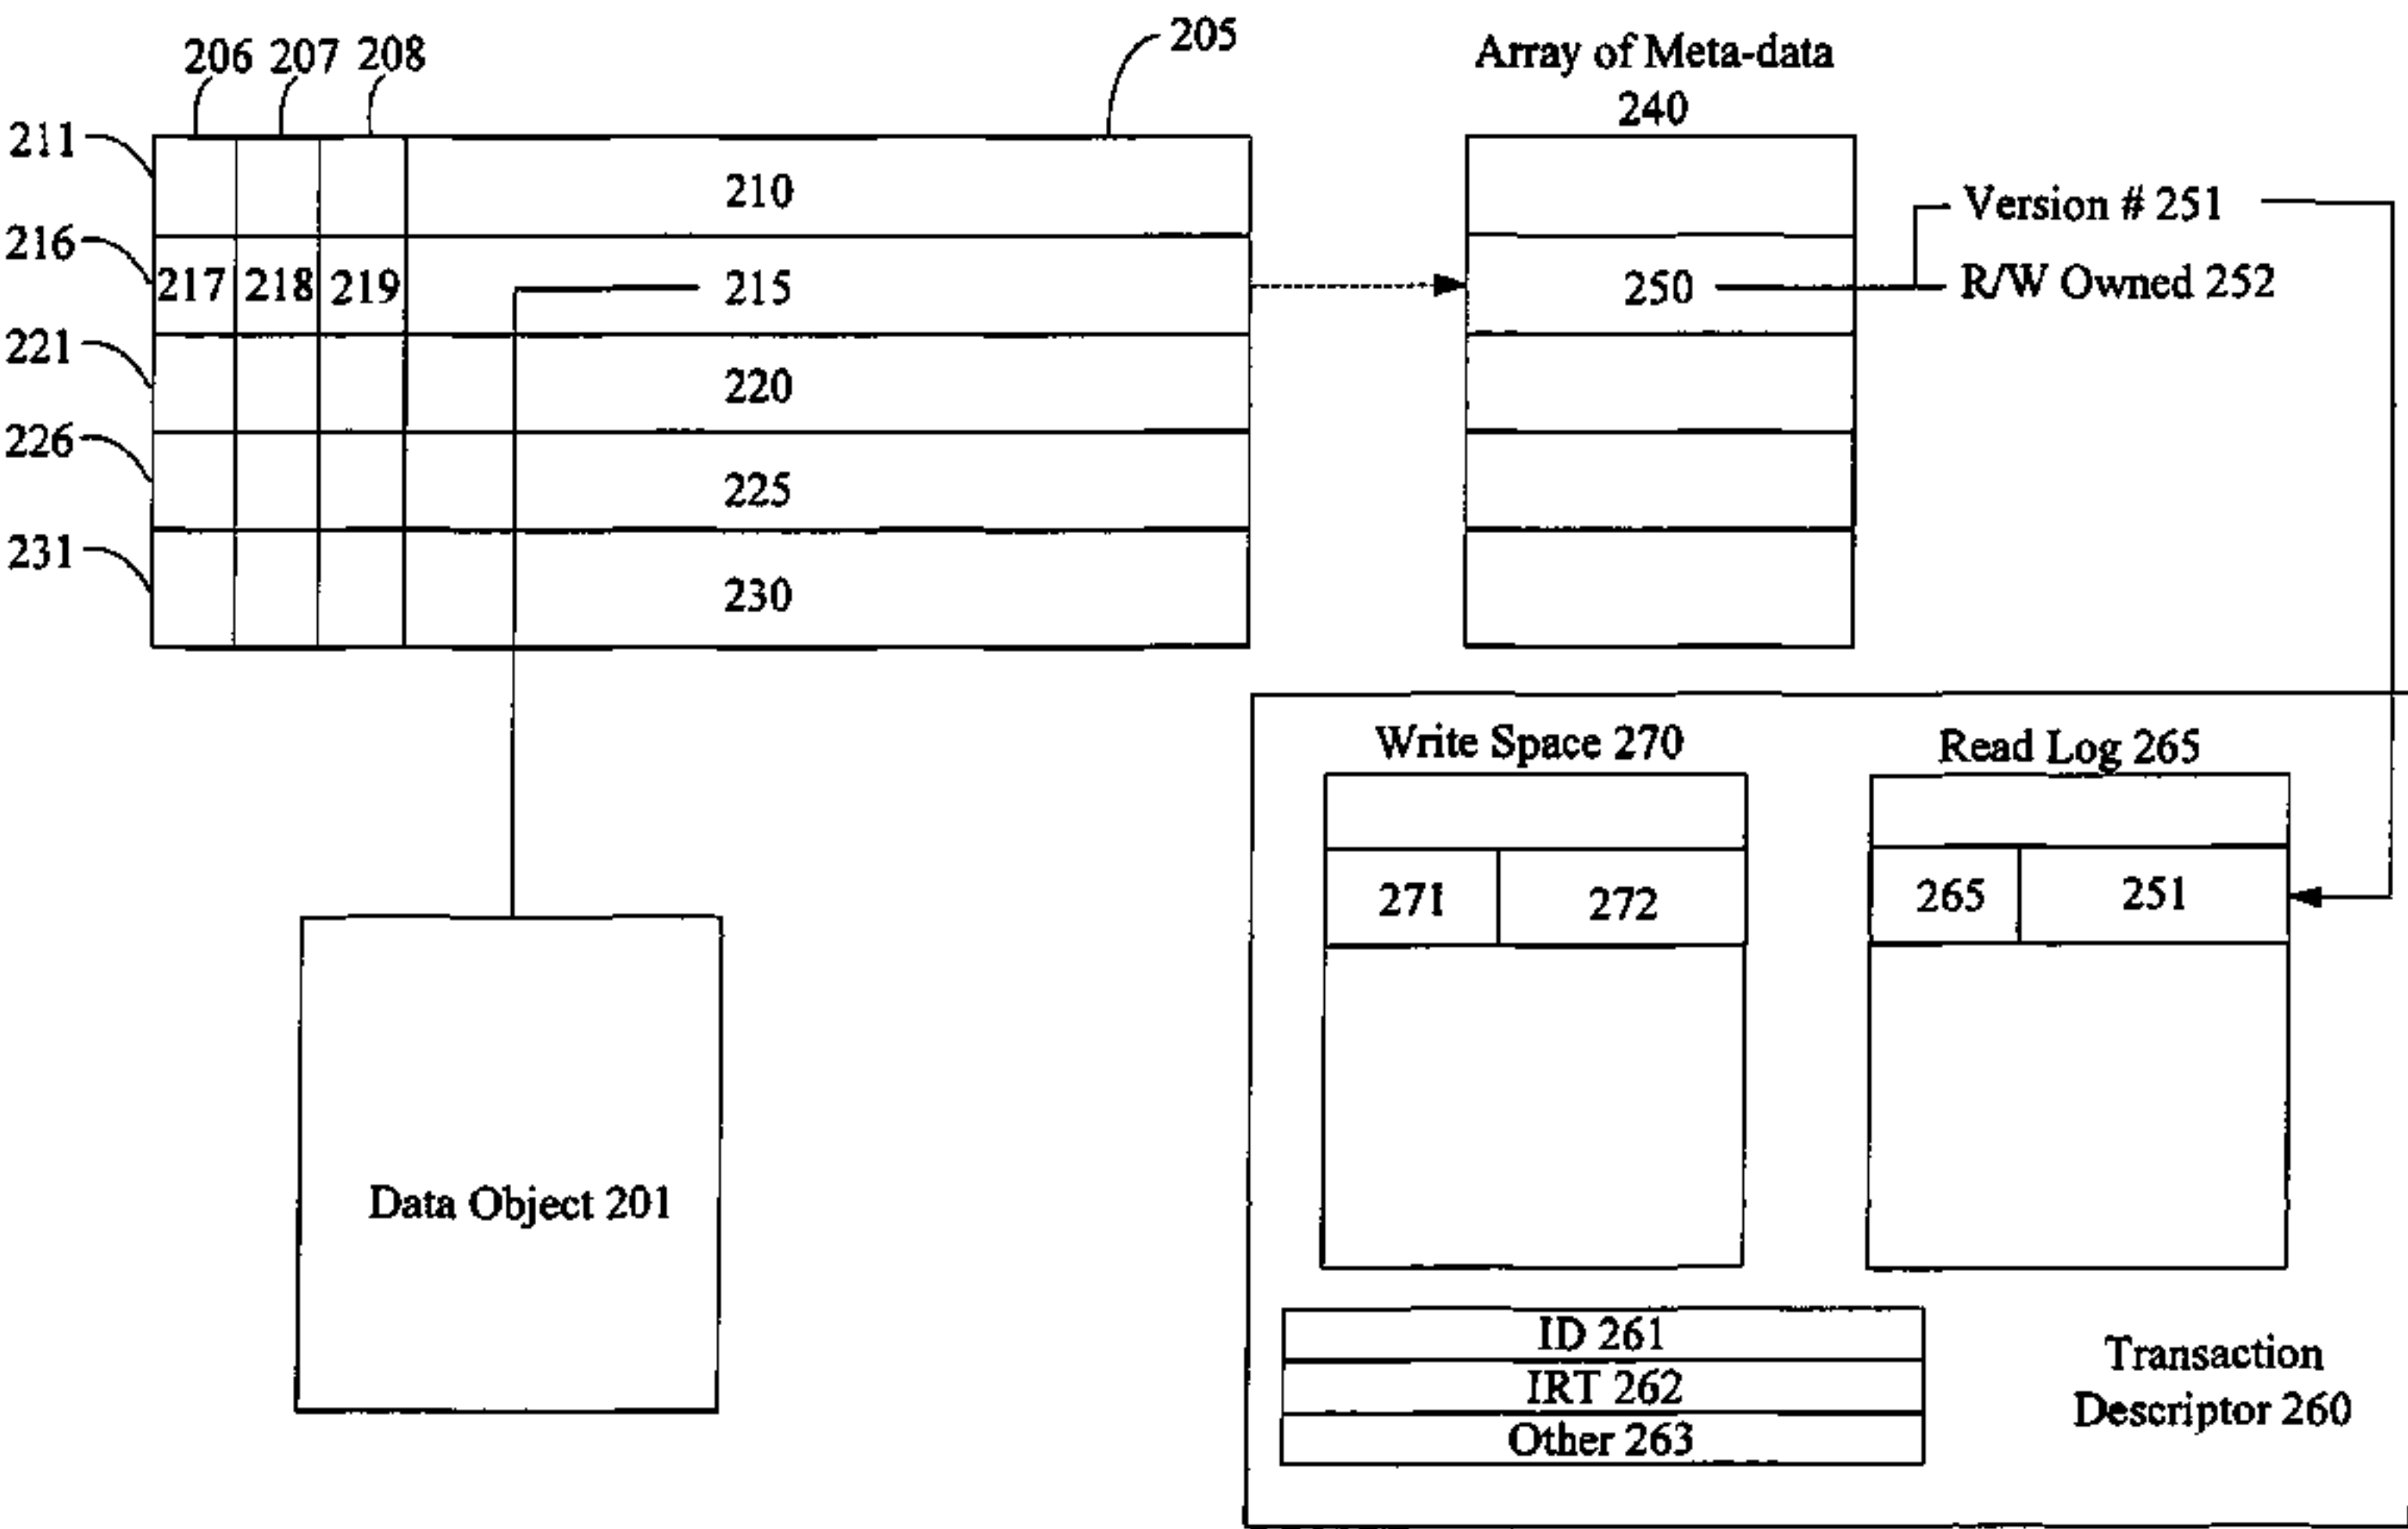 206 207 208
205
Array of Meta-data
240
211
210
216
217 218 219
215
250
Version # 251
R/W Owned 252
221
220
226
225
231
230
Write Space 270
Read Log 265
271
272
265
251
Data Object 201
ID 261
IRT 262
Other 263
Transaction
Descriptor 260